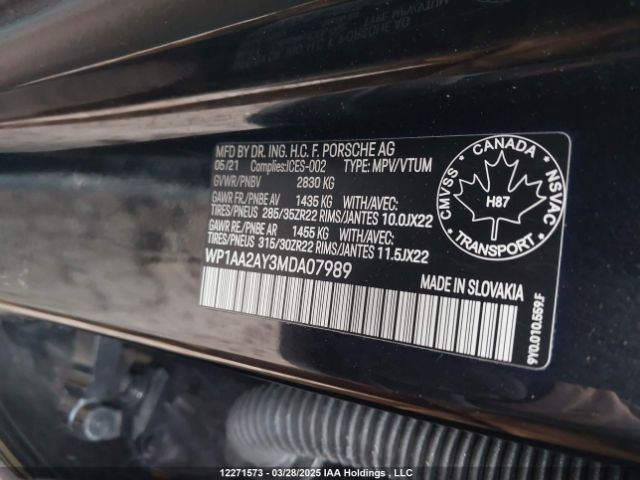 MFD BY DR. ING. H.C. F. PORSCHE AG
05/21 Complies:ICES-002 TYPE: MPV/VTUM
GVWR/PNBV 2830 KG
GAWR FR/PNBE AV 1435 KG WITH/AVEC:
TIRES/PNEUS 285/35ZR22 RIMS/JANTES 10.0JX22
GAWR RE/PNBE AR 1455 KG WITH/AVEC:
TIRES/PNEUS 315/30ZR22 RIMS/JANTES 11.5JX22
WP1AA2AY3MDA07989
MADE IN SLOVAKIA
CMVSS CANADA NSVAC
H87
TRANSPORT
9Y0.010.559.F
12271573 - 03/28/2025 IAA Holdings , LLC